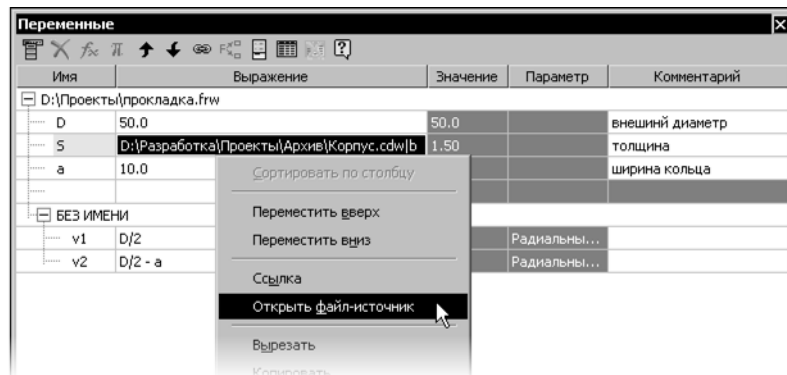 Переменные
Имя Выражение Значение Параметр Комментарий
D:\Проекты\прокладка.frw
D 50.0 50.0 внешинй диаметр
S D:\Разработка\Проекты\Архив\Корпус.cdw|b 1.50 толщина
a 10.0 ширина кольца
Сортировать по столбцу
Переместить вверх
БЕЗ ИМЕНИ
v1 D/2 Переместить вниз Радиальны...
v2 D/2 - a Радиальны...
Ссылка
Открыть файл-источник
Вырезать
Копировать